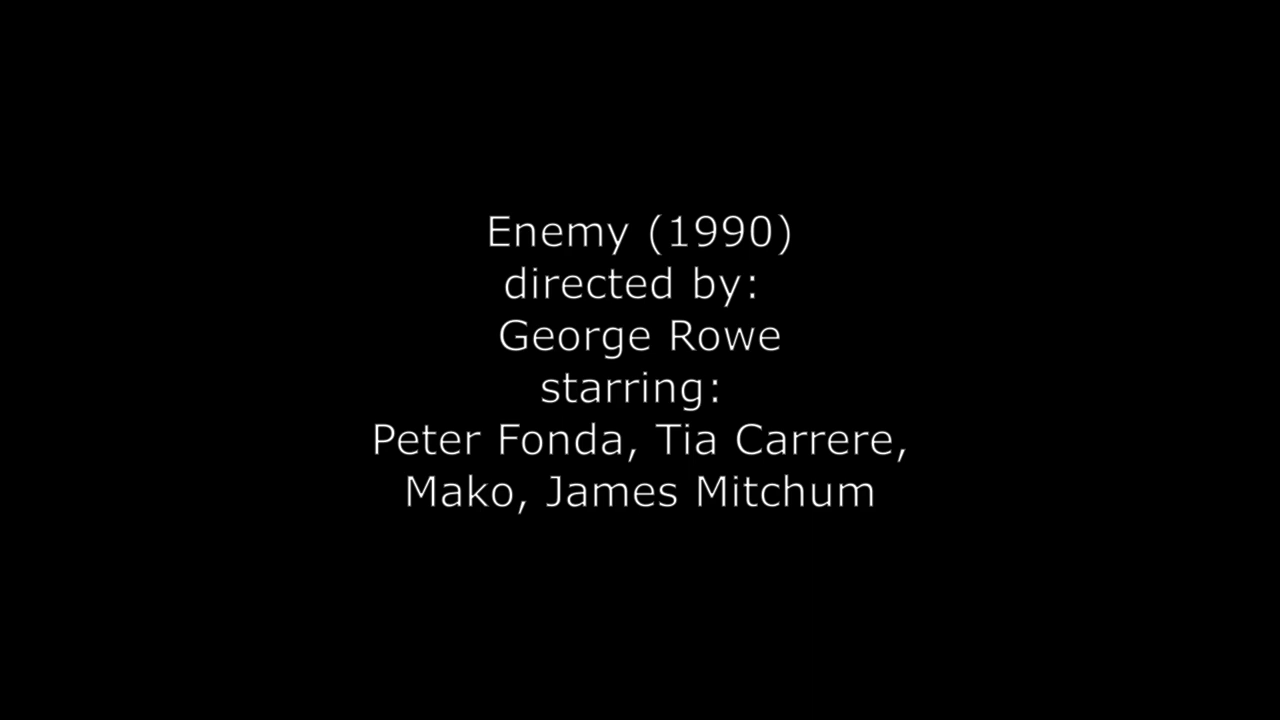 Enemy (1990)
directed by:
George Rowe
starring:
Peter Fonda, Tia Carrere,
Mako, James Mitchum